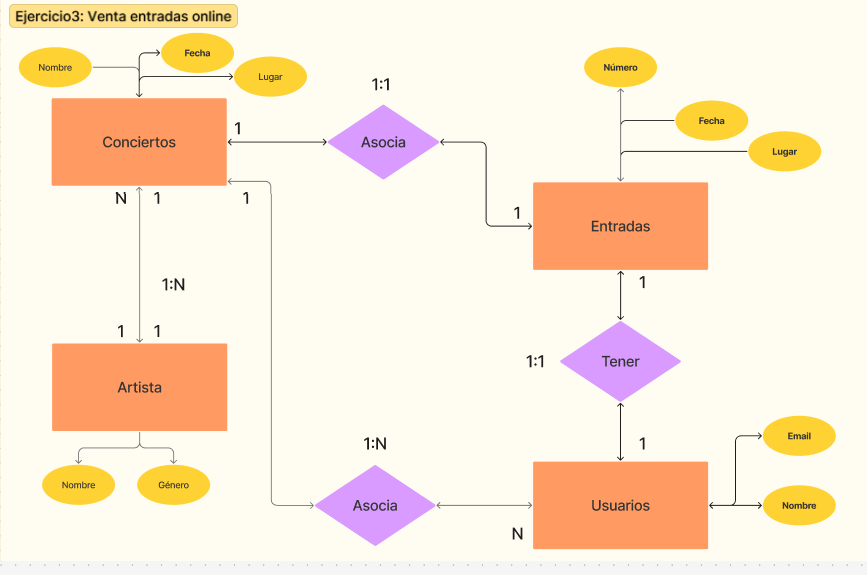 Ejercicio3: Venta entradas online
Nombre
Fecha
Lugar
Número
Fecha
Lugar
1:1
Conciertos
1
Asocia
N
1
1
1
Entradas
1:N
1
1
1
1:1
Tener
Artista
1:N
1
Nombre
Género
Asocia
N
Usuarios
Email
Nombre